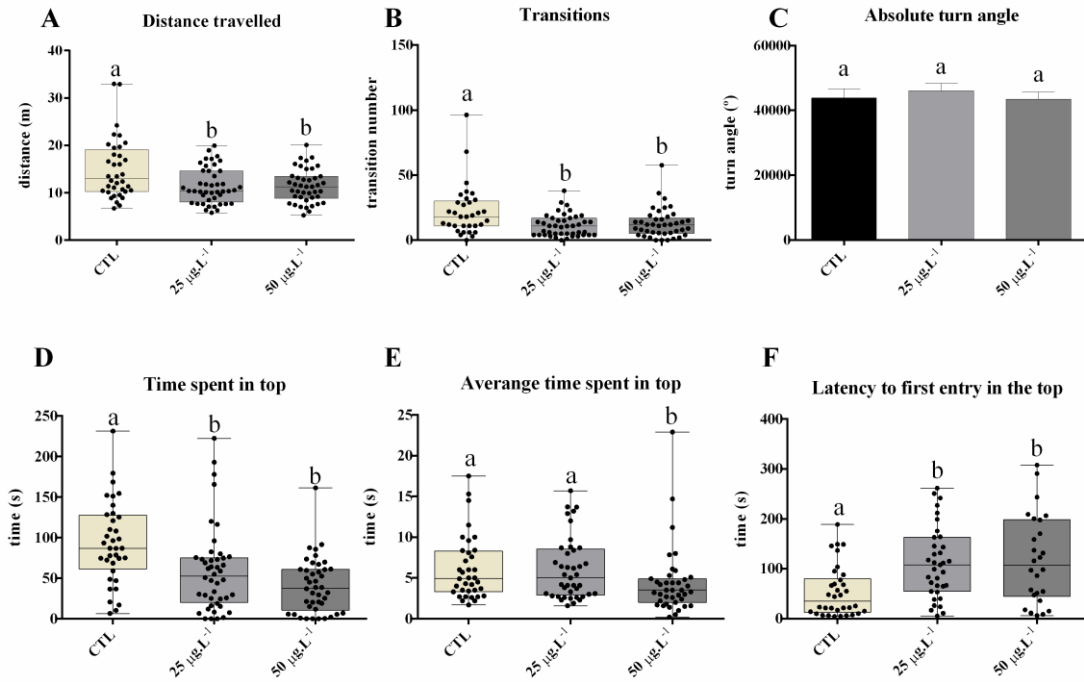 A
Distance travelled
distance (m)
40
30
20
10
0
a
b
b
CTL
25 µg.L⁻¹
50 µg.L⁻¹
B
Transitions
transition number
150
100
50
0
a
b
b
CTL
25 µg.L⁻¹
50 µg.L⁻¹
C
Absolute turn angle
turn angle (°)
60000
40000
20000
0
a
a
a
CTL
25 µg.L⁻¹
50 µg.L⁻¹
D
Time spent in top
time (s)
250
200
150
100
50
0
a
b
b
CTL
25 µg.L⁻¹
50 µg.L⁻¹
E
Averange time spent in top
time (s)
25
20
15
10
5
0
a
a
b
CTL
25 µg.L⁻¹
50 µg.L⁻¹
F
Latency to first entry in the top
time (s)
400
300
200
100
0
a
b
b
CTL
25 µg.L⁻¹
50 µg.L⁻¹